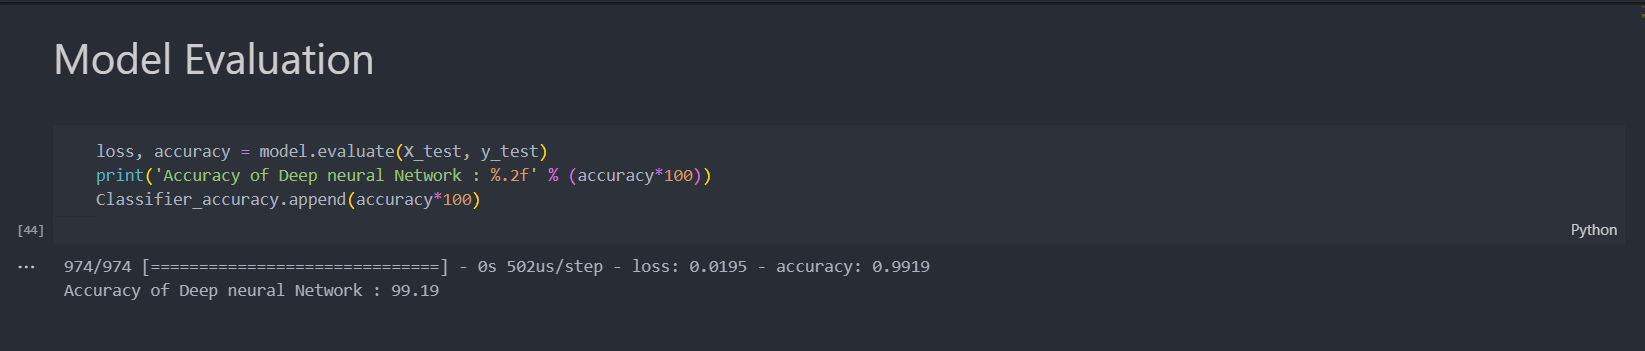 Model Evaluation
loss, accuracy = model.evaluate(X_test, y_test)
print('Accuracy of Deep neural Network : %.2f' % (accuracy*100))
Classifier_accuracy.append(accuracy*100)
[44]
Python
... 974/974 [==============================] - 0s 502us/step - loss: 0.0195 - accuracy: 0.9919
Accuracy of Deep neural Network : 99.19